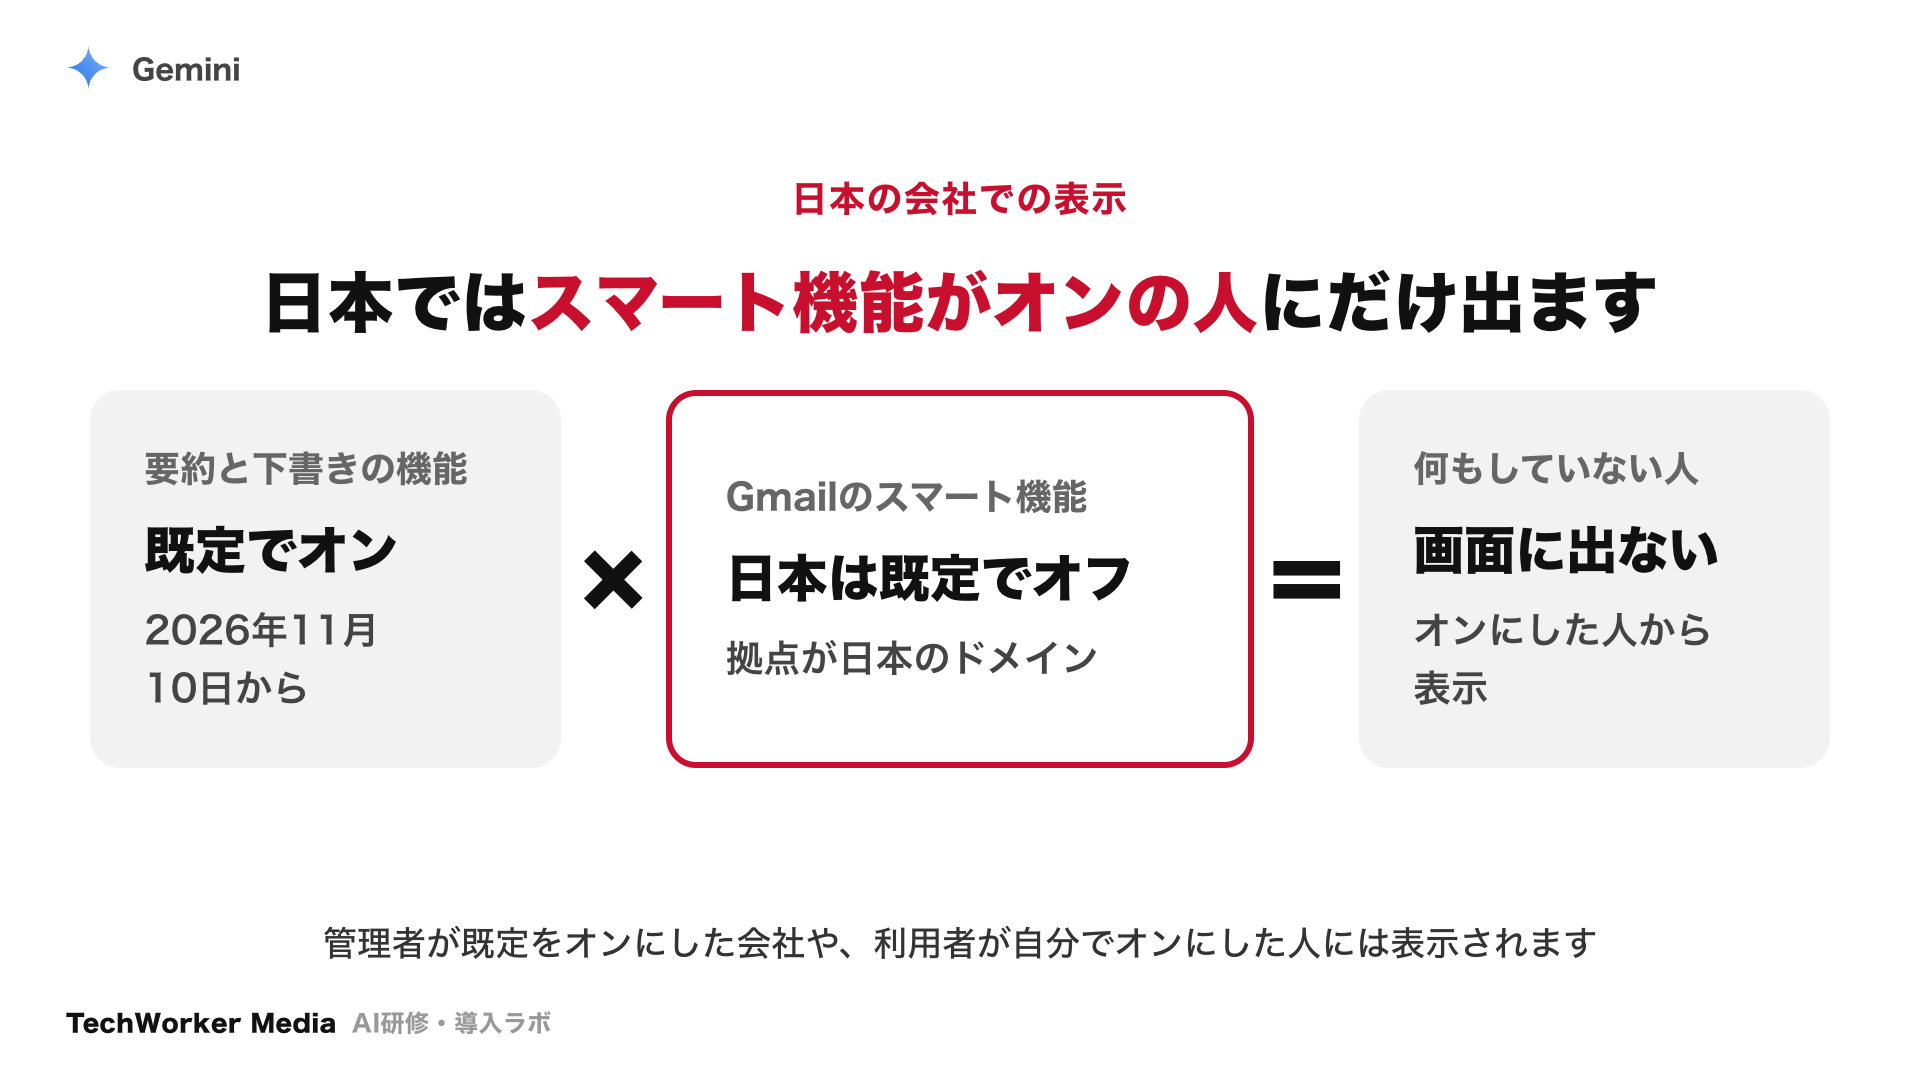 Gemini
日本の会社での表示
日本ではスマート機能がオンの人にだけ出ます
要約と下書きの機能
既定でオン
2026年11月
10日から
×
Gmailのスマート機能
日本は既定でオフ
拠点が日本のドメイン
=
何もしていない人
画面に出ない
オンにした人から
表示
管理者が既定をオンにした会社や、利用者が自分でオンにした人には表示されます
TechWorker Media AI研修・導入ラボ